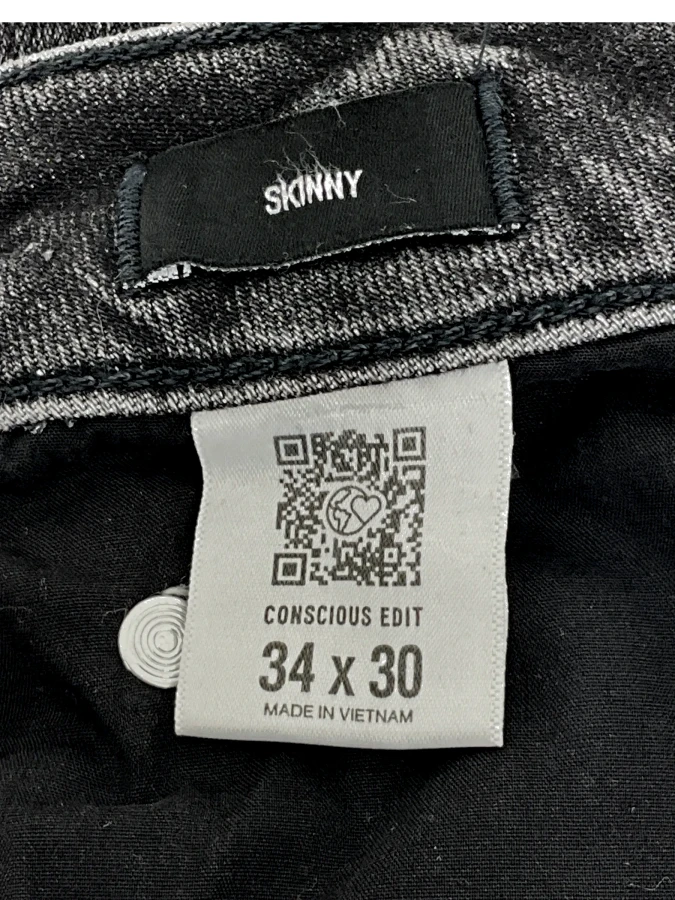 SKINNY
CONSCIOUS EDIT
34 x 30
MADE IN VIETNAM